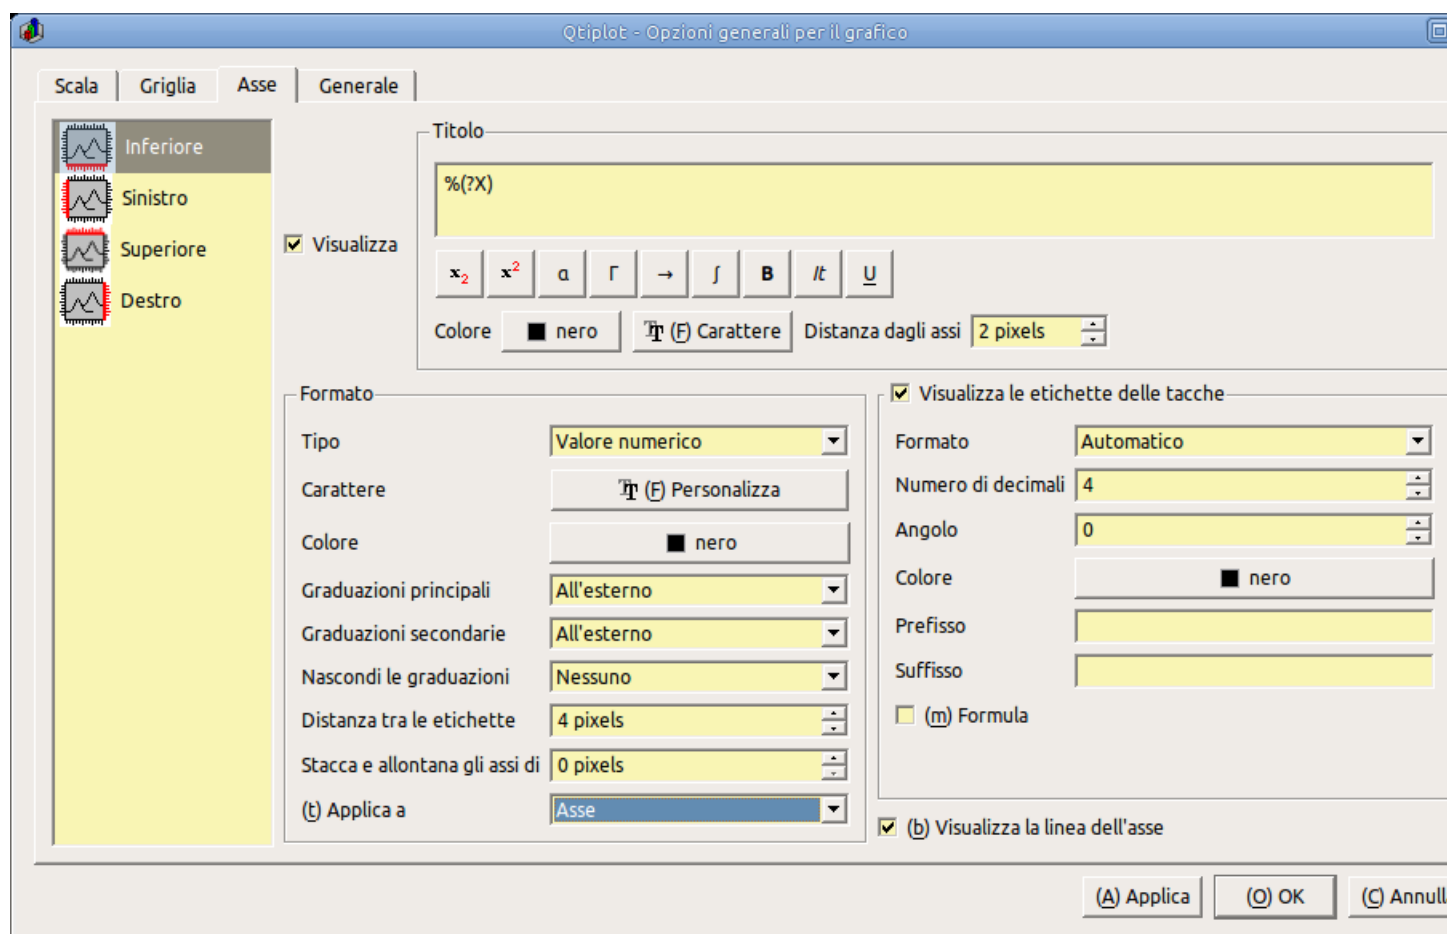 Qtiplot - Opzioni generali per il grafico
Scala Griglia Asse Generale
Inferiore
Sinistro
Superiore
Destro
Visualizza
Titolo
%(?X)
x2 x2 α Γ → ∫ B It U
Colore nero (F) Carattere Distanza dagli assi 2 pixels
Formato
Tipo Valore numerico
Carattere (F) Personalizza
Colore nero
Graduazioni principali All'esterno
Graduazioni secondarie All'esterno
Nascondi le graduazioni Nessuno
Distanza tra le etichette 4 pixels
Stacca e allontana gli assi di 0 pixels
(t) Applica a Asse
Visualizza le etichette delle tacche
Formato Automatico
Numero di decimali 4
Angolo 0
Colore nero
Prefisso
Suffisso
(m) Formula
(b) Visualizza la linea dell'asse
(A) Applica (O) OK (C) Annull